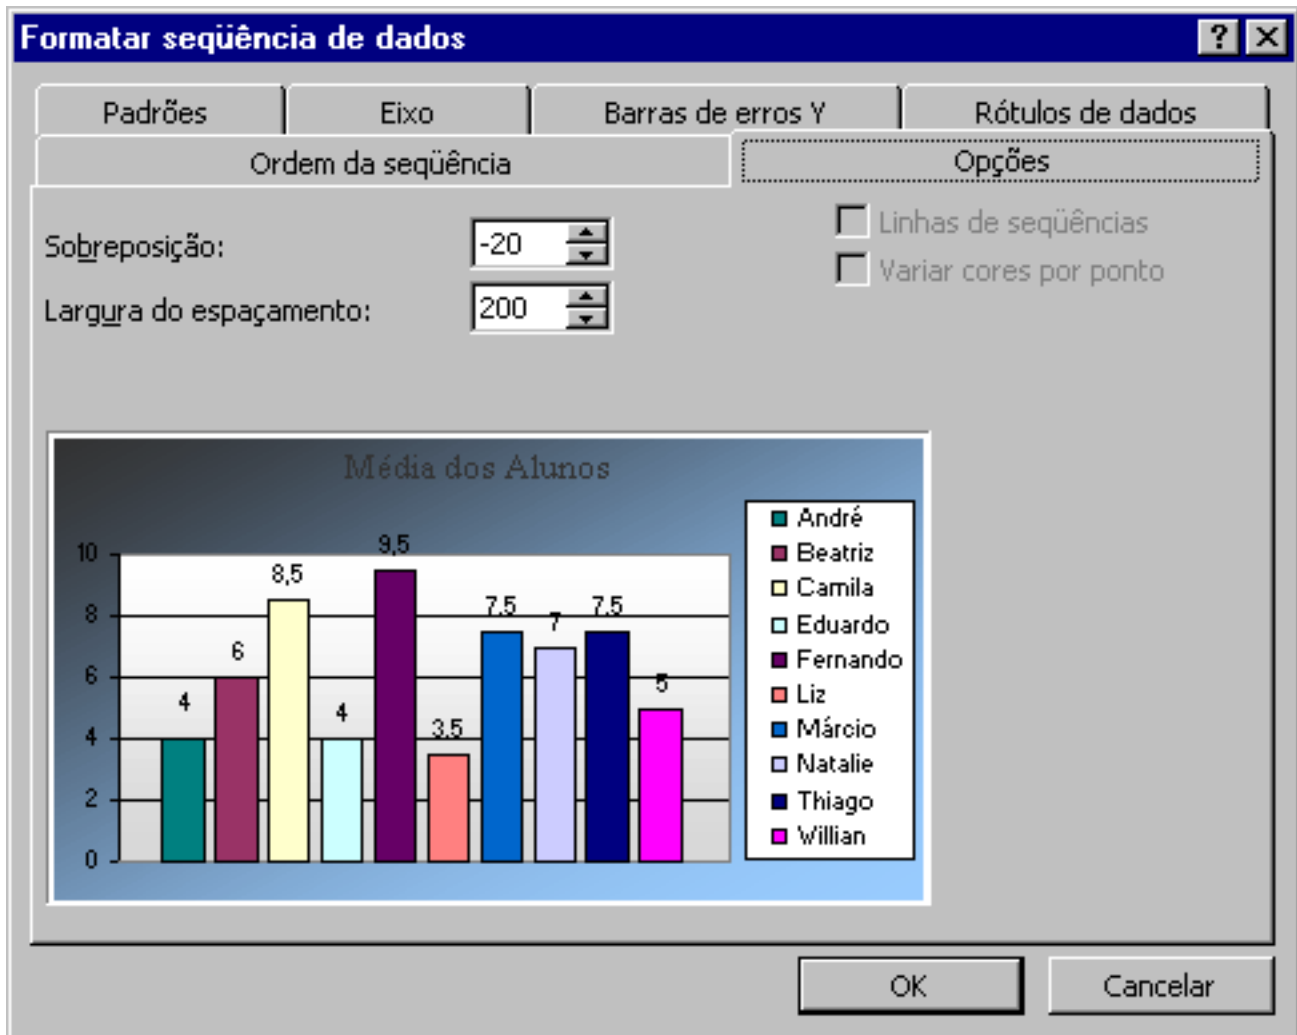 Formatar seqüência de dados
Padrões Eixo Barras de erros Y Rótulos de dados
Ordem da seqüência Opções
Sobreposição: -20
Linhas de seqüências
Variar cores por ponto
Largura do espaçamento: 200
Média dos Alunos
10
8
6
4
2
0
4
6
8,5
4
9,5
3,5
7,5
7
7,5
5
André
Beatriz
Camila
Eduardo
Fernando
Liz
Márcio
Natalie
Thiago
Willian
OK Cancelar